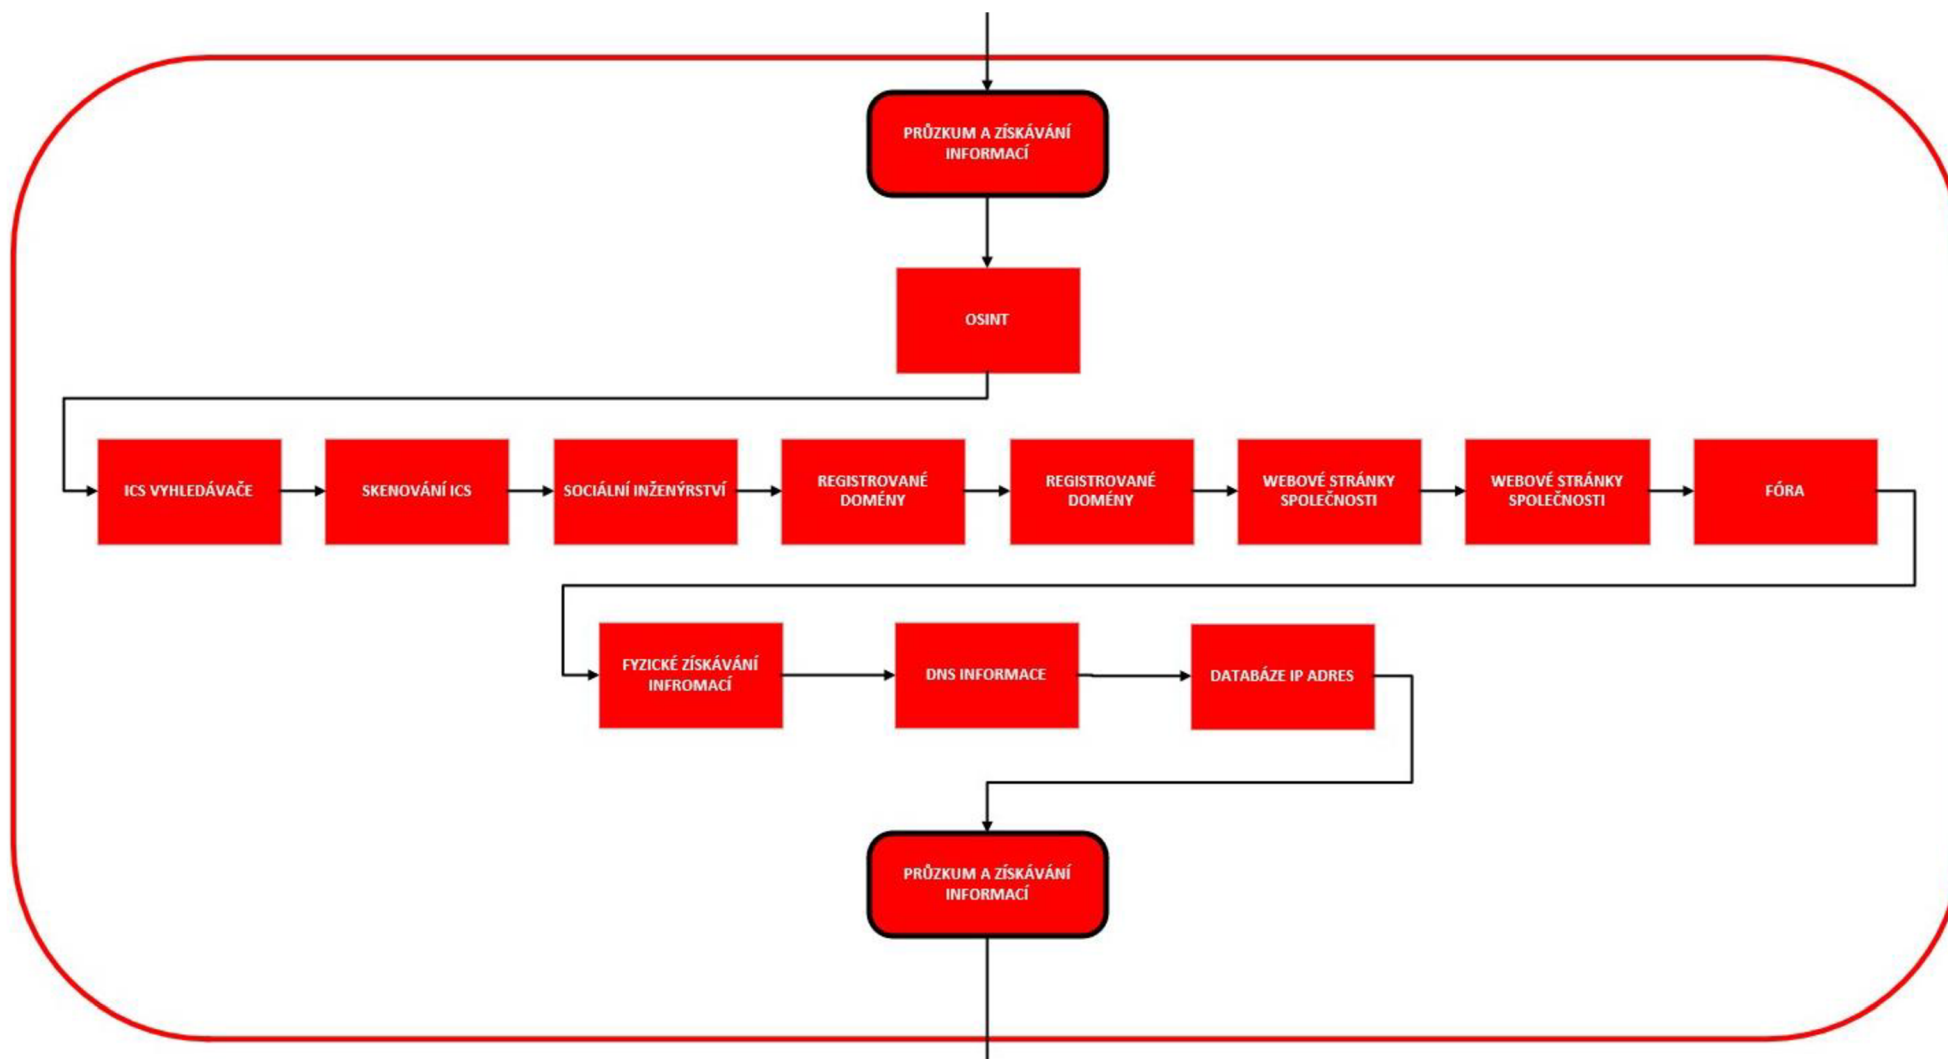 PRŮZKUM A ZÍSKÁVÁNÍ
INFORMACÍ
OSINT
ICS VYHLEDÁVAČE
SKENOVÁNÍ ICS
SOCIÁLNÍ INŽENÝRSTVÍ
REGISTROVANÉ
DOMÉNY
REGISTROVANÉ
DOMÉNY
WEBOVÉ STRÁNKY
SPOLEČNOSTI
WEBOVÉ STRÁNKY
SPOLEČNOSTI
FÓRA
FYZICKÉ ZÍSKÁVÁNÍ
INFROMACÍ
DNS INFORMACE
DATABÁZE IP ADRES
PRŮZKUM A ZÍSKÁVÁNÍ
INFORMACÍ